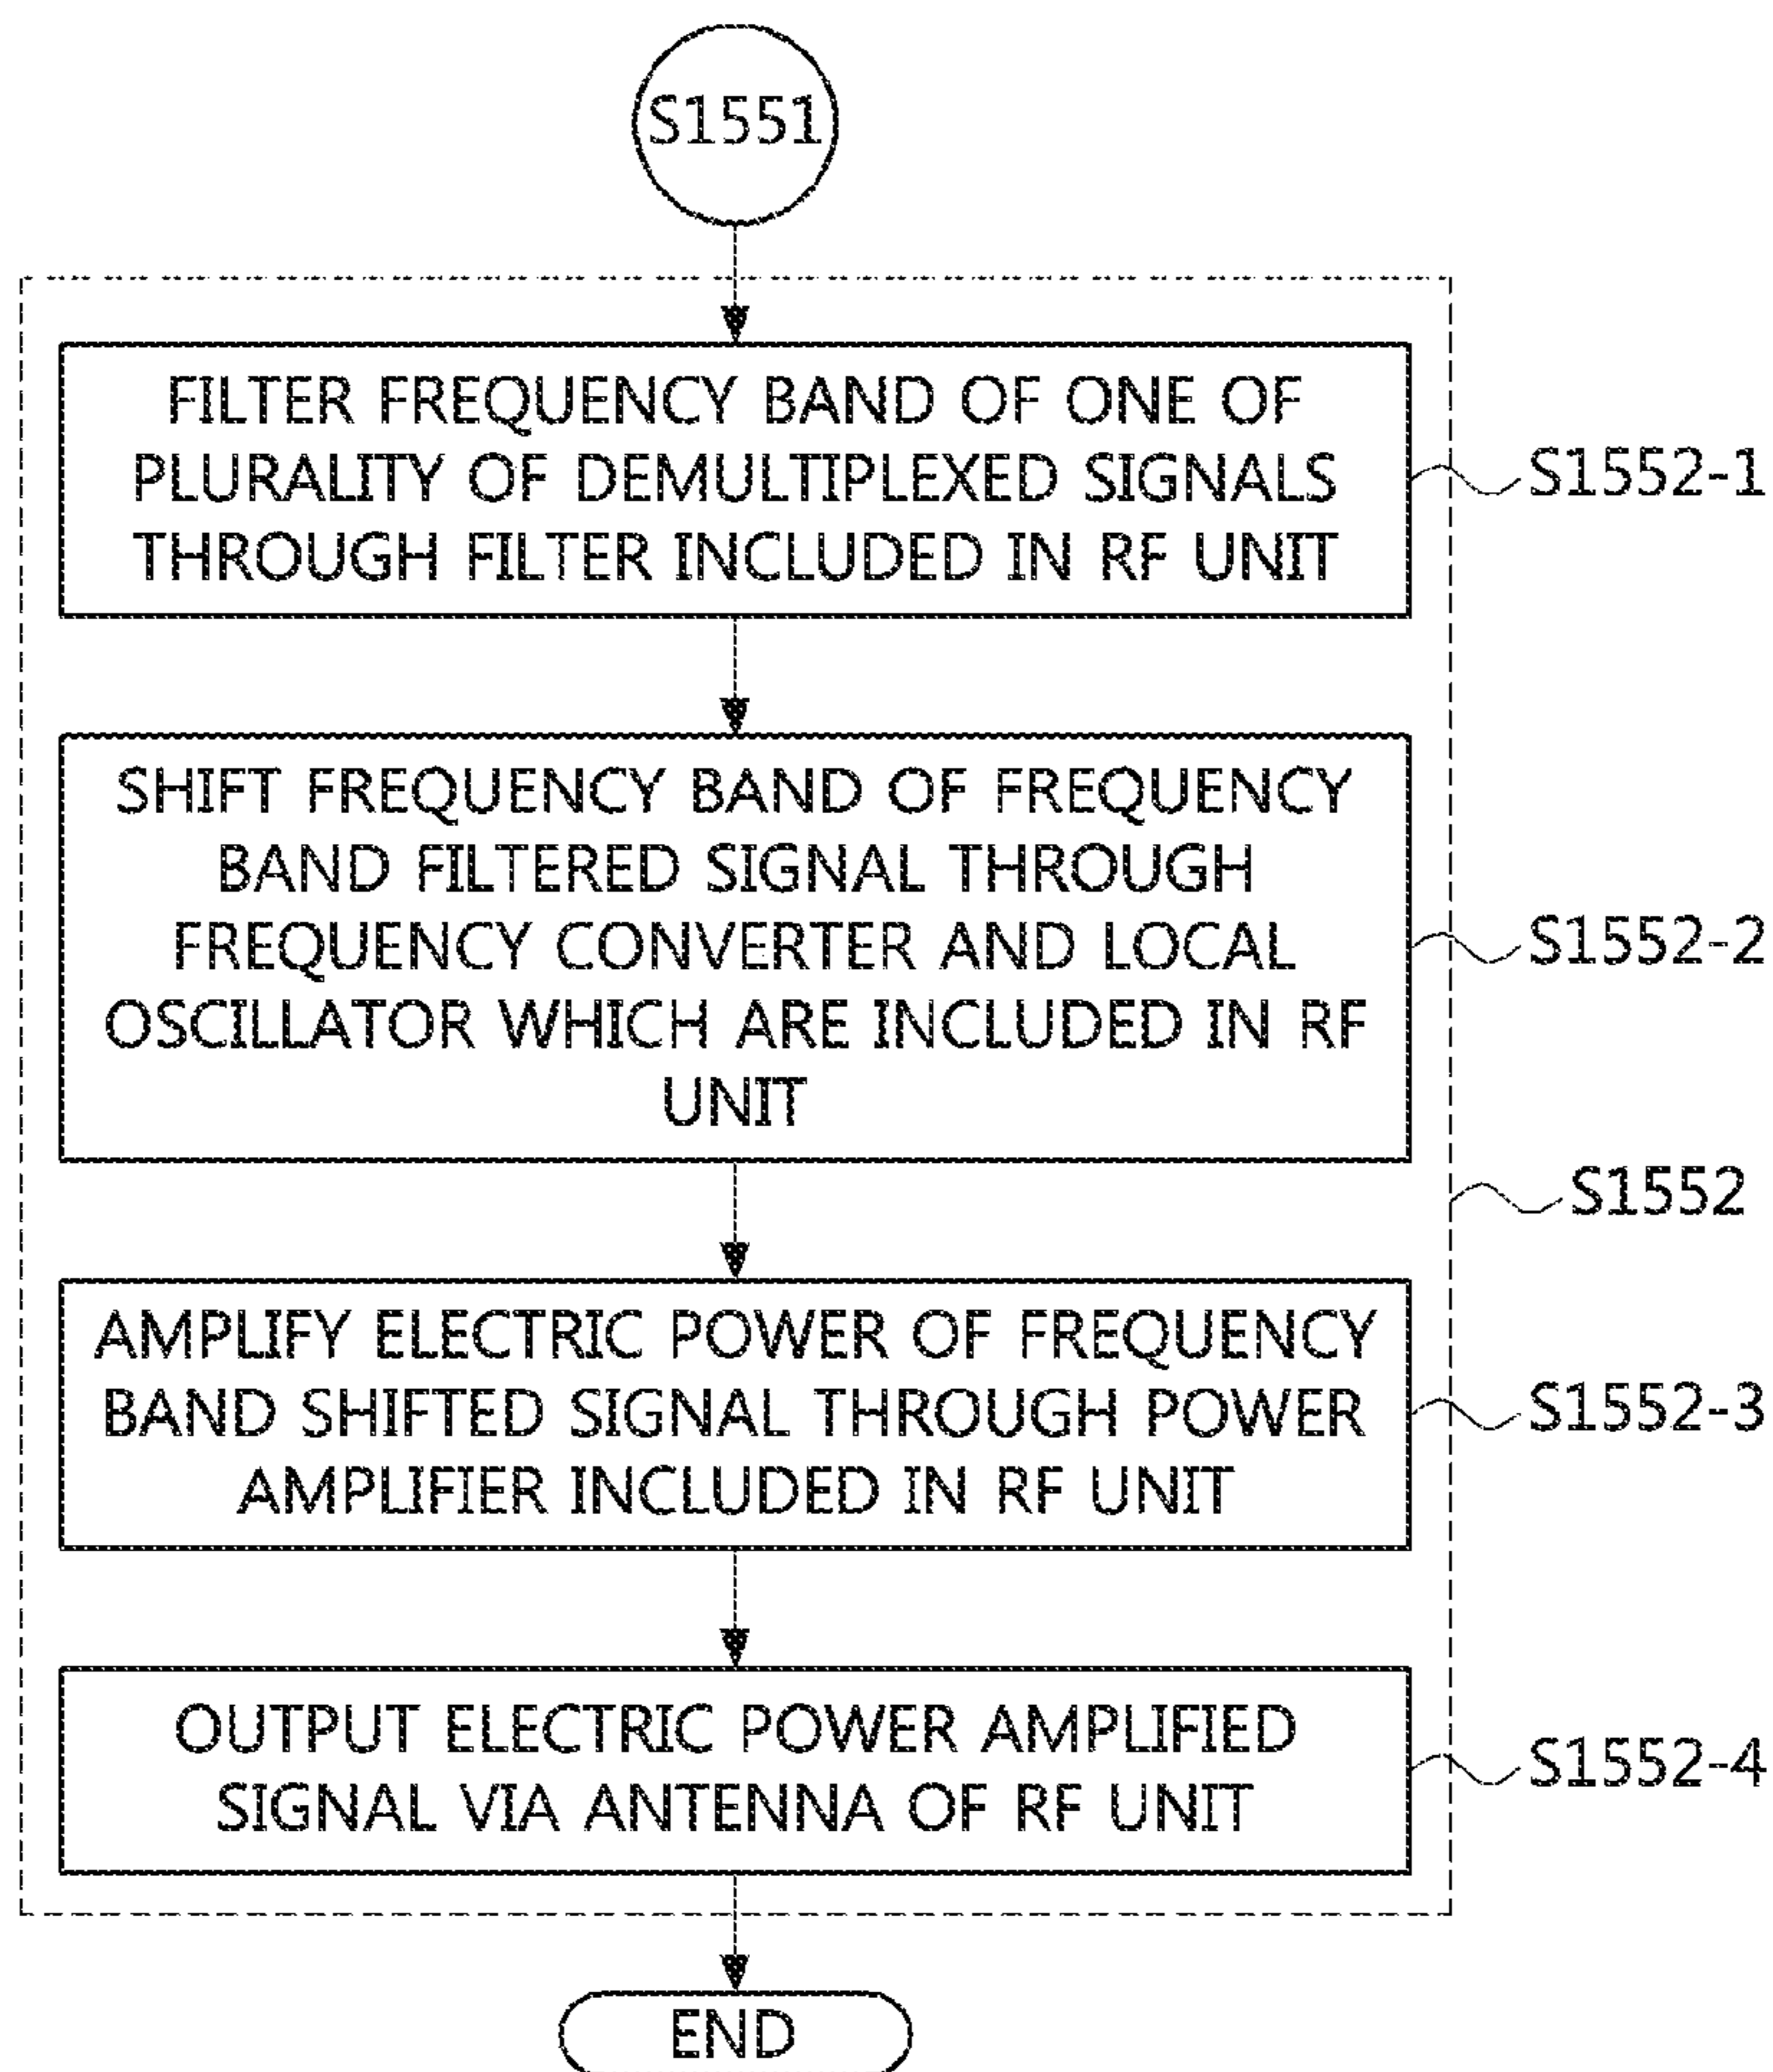 S1551
FILTER FREQUENCY BAND OF ONE OF
PLURALITY OF DEMULTIPLEXED SIGNALS
THROUGH FILTER INCLUDED IN RF UNIT
S1552-1
SHIFT FREQUENCY BAND OF FREQUENCY
BAND FILTERED SIGNAL THROUGH
FREQUENCY CONVERTER AND LOCAL
OSCILLATOR WHICH ARE INCLUDED IN RF
UNIT
S1552-2
S1552
AMPLIFY ELECTRIC POWER OF FREQUENCY
BAND SHIFTED SIGNAL THROUGH POWER
AMPLIFIER INCLUDED IN RF UNIT
S1552-3
OUTPUT ELECTRIC POWER AMPLIFIED
SIGNAL VIA ANTENNA OF RF UNIT
S1552-4
END